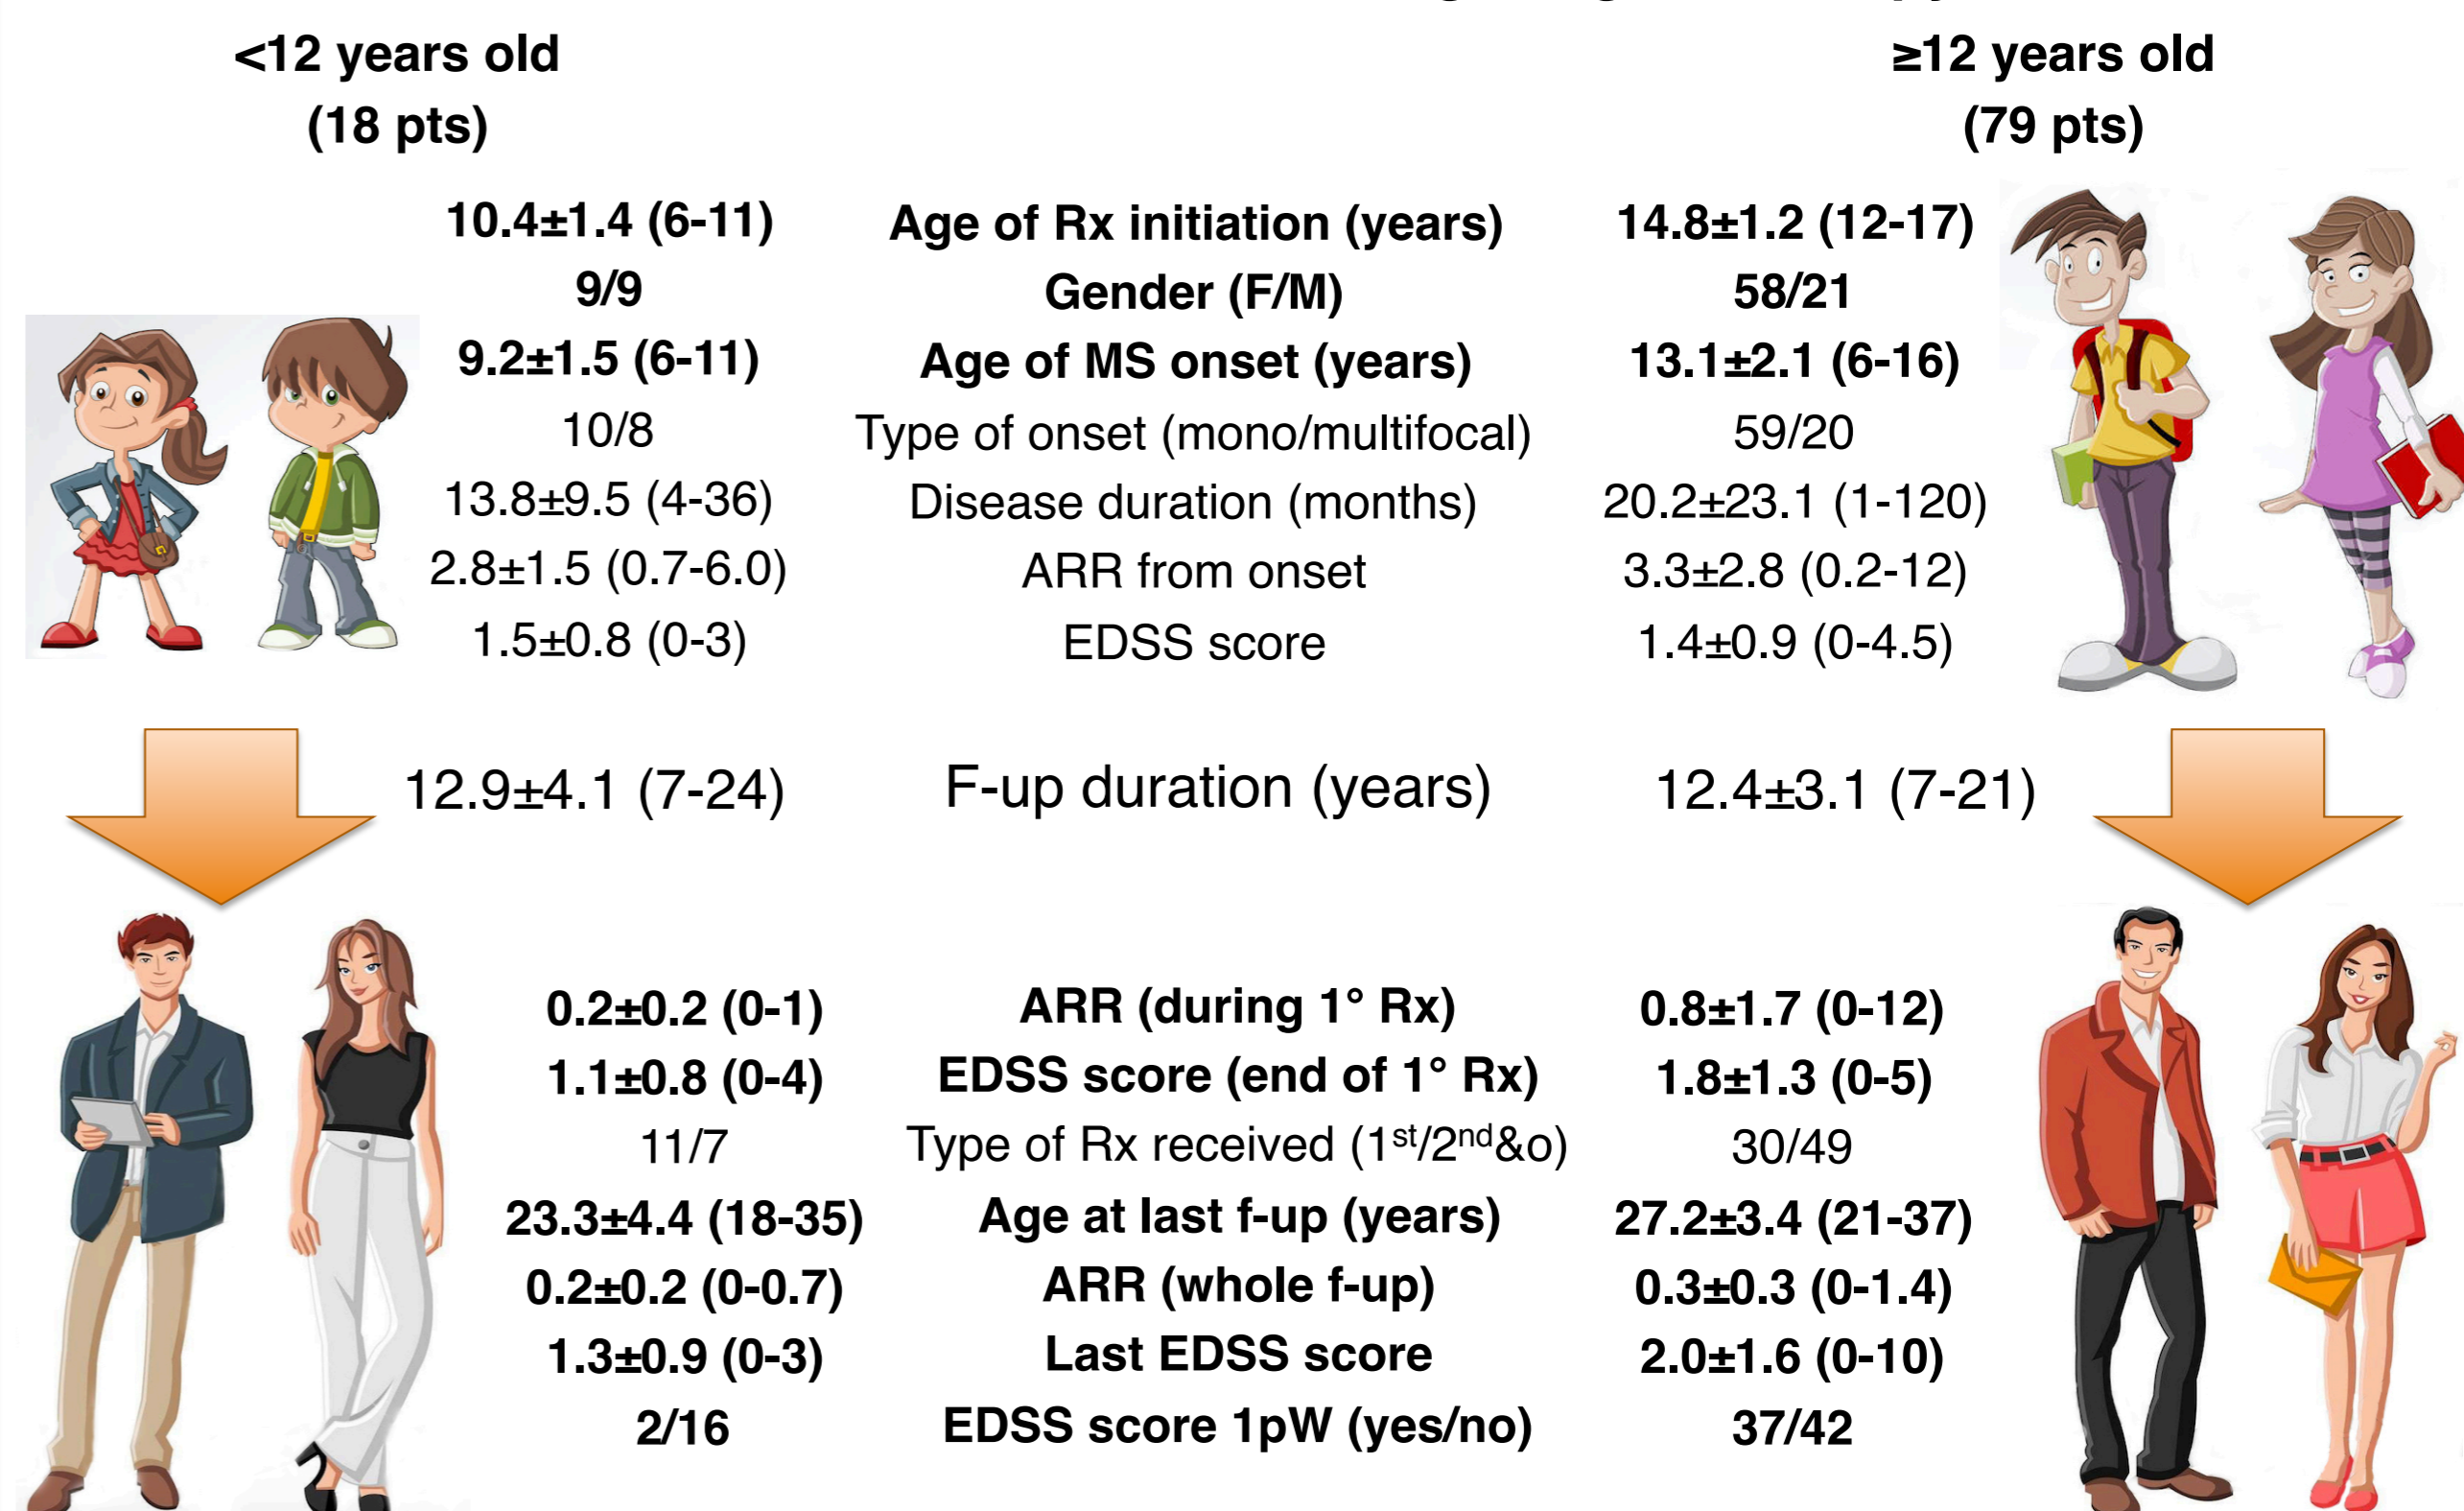 <12 years old ≥12 years old
(18 pts) (79 pts)
10.4±1.4 (6-11) Age of Rx initiation (years) 14.8±1.2 (12-17)
9/9 Gender (F/M) 58/21
9.2±1.5 (6-11) Age of MS onset (years) 13.1±2.1 (6-16)
10/8 Type of onset (mono/multifocal) 59/20
13.8±9.5 (4-36) Disease duration (months) 20.2±23.1 (1-120)
2.8±1.5 (0.7-6.0) ARR from onset 3.3±2.8 (0.2-12)
1.5±0.8 (0-3) EDSS score 1.4±0.9 (0-4.5)
12.9±4.1 (7-24) F-up duration (years) 12.4±3.1 (7-21)
0.2±0.2 (0-1) ARR (during 1° Rx) 0.8±1.7 (0-12)
1.1±0.8 (0-4) EDSS score (end of 1° Rx) 1.8±1.3 (0-5)
11/7 Type of Rx received (1st/2nd&o) 30/49
23.3±4.4 (18-35) Age at last f-up (years) 27.2±3.4 (21-37)
0.2±0.2 (0-0.7) ARR (whole f-up) 0.3±0.3 (0-1.4)
1.3±0.9 (0-3) Last EDSS score 2.0±1.6 (0-10)
2/16 EDSS score 1pW (yes/no) 37/42